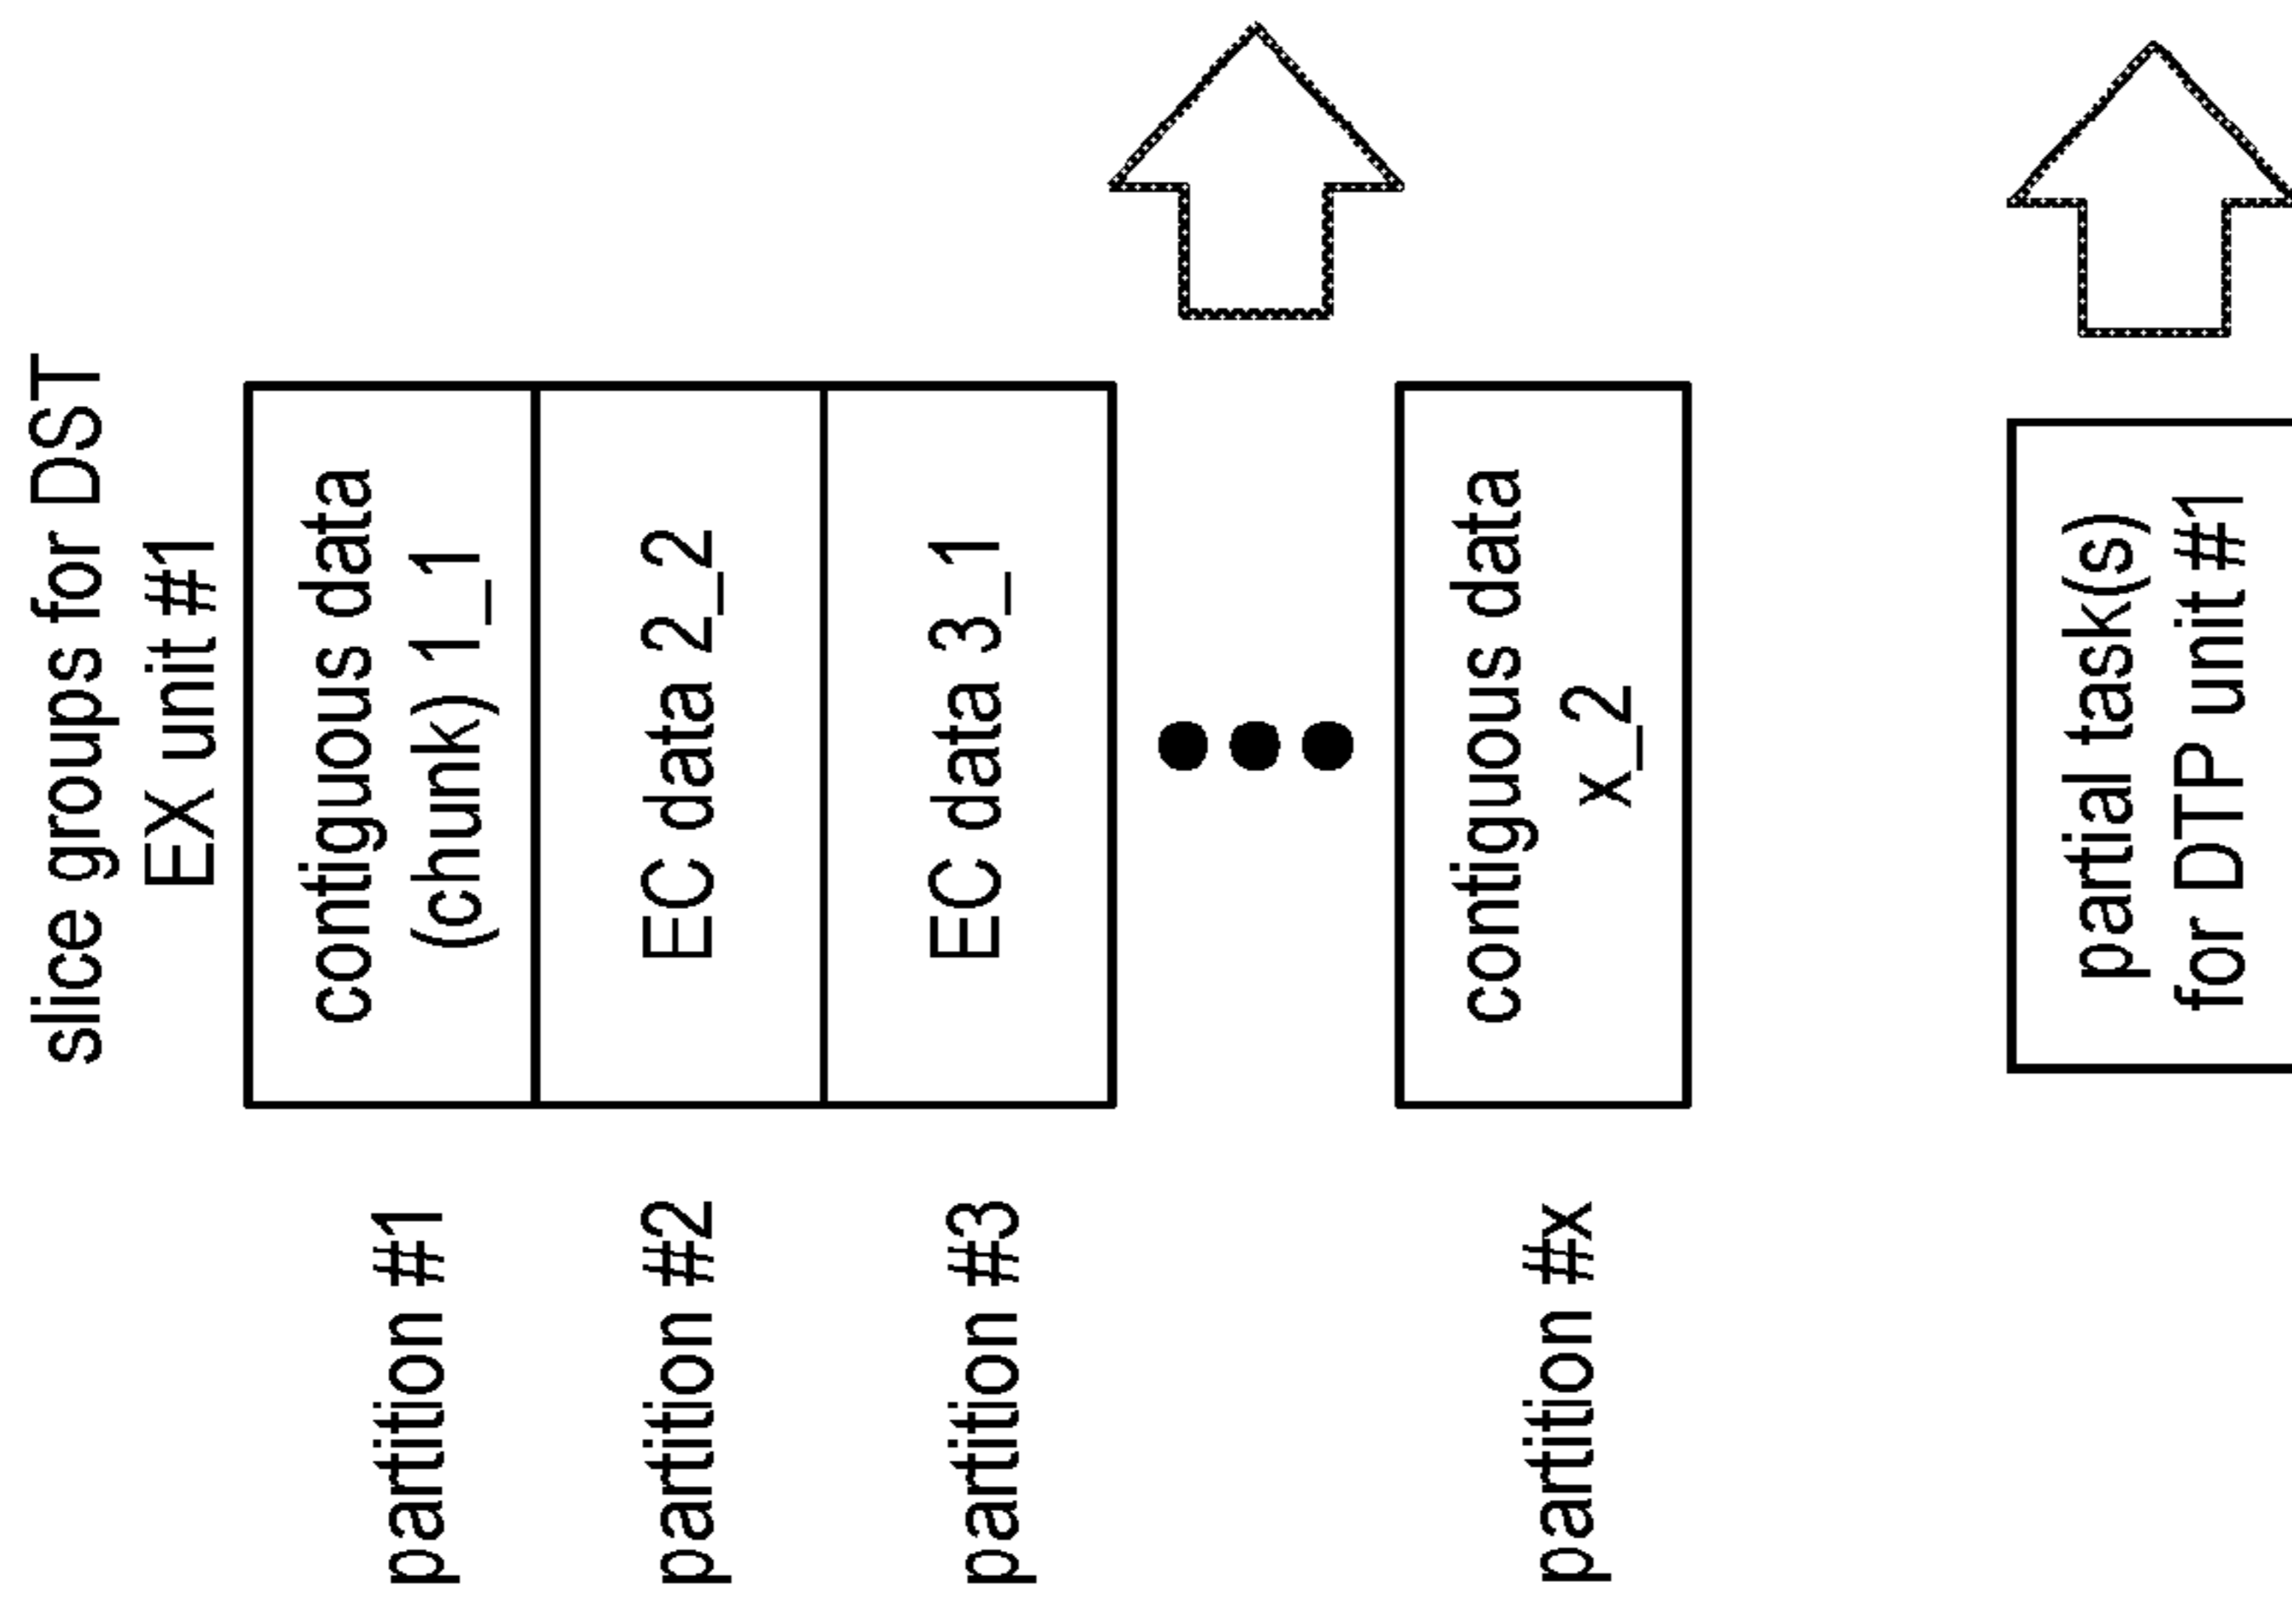 slice groups for DST
EX unit #1
partition #1
contiguous data
(chunk) 1_1
partition #2
EC data 2_2
partition #3
EC data 3_1
partition #x
contiguous data
x_2
partial task(s)
for DTP unit #1